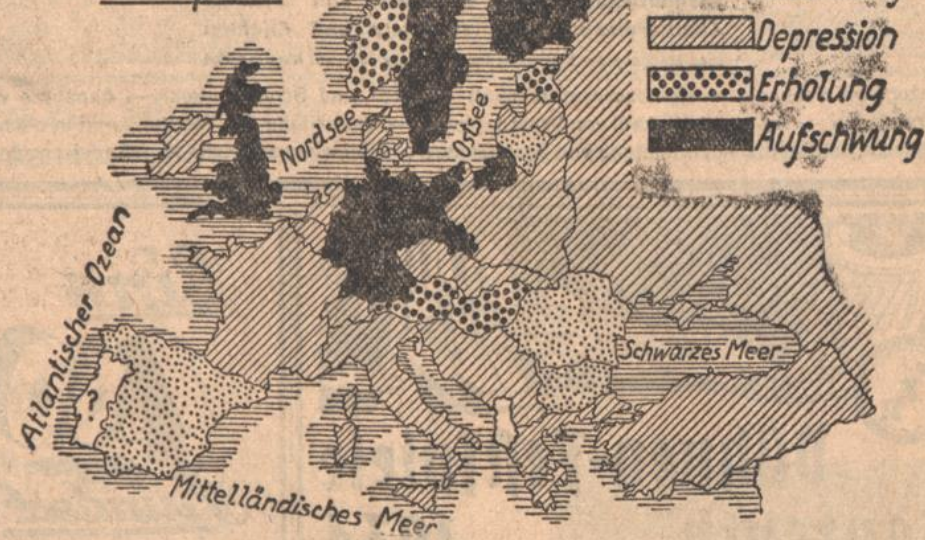 Depression
Erholung
Aufschwung
Nordsee
Ostsee
Atlantischer Ozean
Schwarzes Meer
?
Mittelländisches Meer